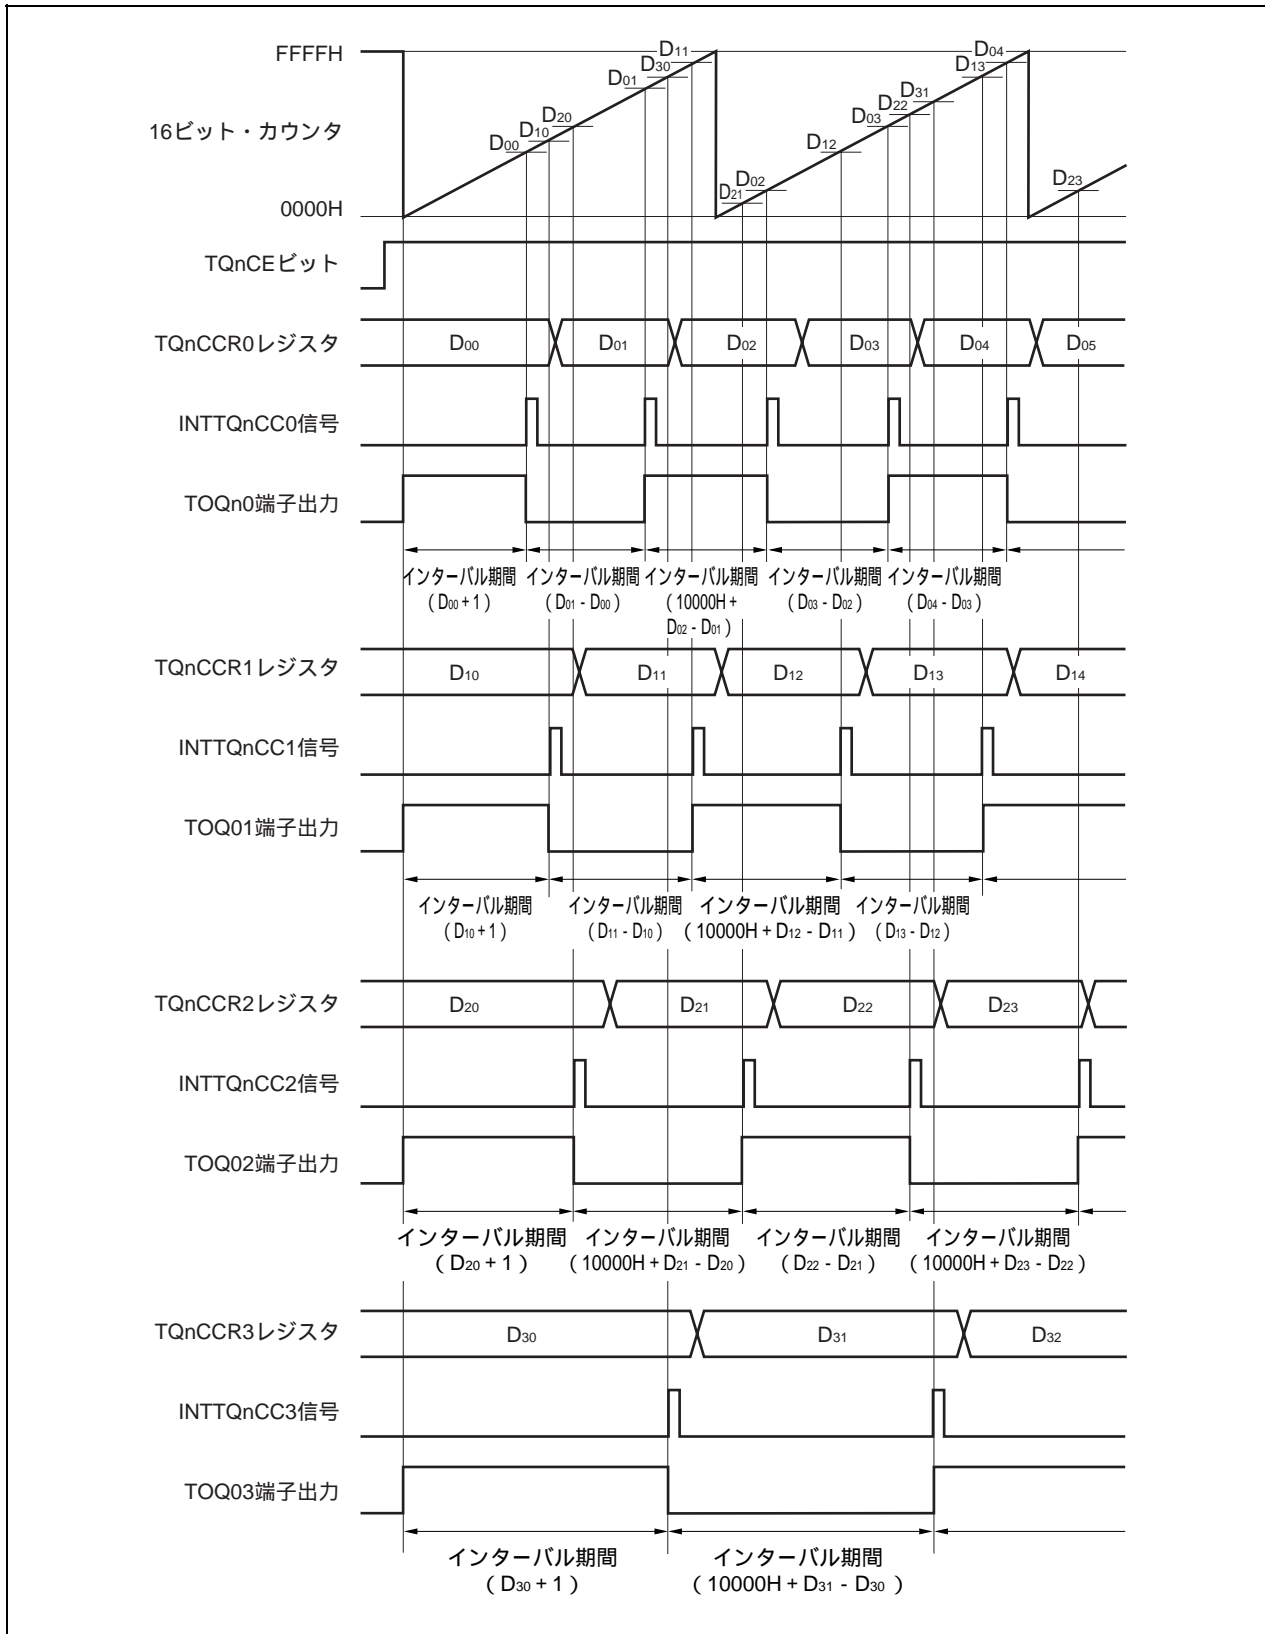 FFFFH
16ビット・カウンタ
0000H
D11
D30
D01
D20
D10
D00
D04
D13
D31
D22
D03
D12
D02
D21
D23
TQnCEビット
TQnCCR0レジスタ D00 D01 D02 D03 D04 D05
INTTQnCC0信号
TOQn0端子出力
インターバル期間 インターバル期間 インターバル期間 インターバル期間 インターバル期間
(D00 + 1) (D01 - D00) (10000H + (D03 - D02) (D04 - D03)
D02 - D01)
TQnCCR1レジスタ D10 D11 D12 D13 D14
INTTQnCC1信号
TOQ01端子出力
インターバル期間 インターバル期間 インターバル期間 インターバル期間
(D10 + 1) (D11 - D10) (10000H + D12 - D11) (D13 - D12)
TQnCCR2レジスタ D20 D21 D22 D23
INTTQnCC2信号
TOQ02端子出力
インターバル期間 インターバル期間 インターバル期間 インターバル期間
(D20 + 1) (10000H + D21 - D20) (D22 - D21) (10000H + D23 - D22)
TQnCCR3レジスタ D30 D31 D32
INTTQnCC3信号
TOQ03端子出力
インターバル期間 インターバル期間
(D30 + 1) (10000H + D31 - D30)